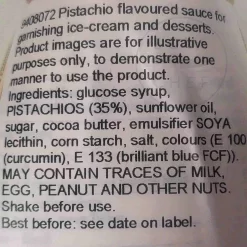 9408072 Pistachio flavoured sauce for
garnishing ice-cream and desserts.
Product images are for illustrative
purposes only, to demonstrate one
manner to use the product.
Ingredients: glucose syrup,
PISTACHIOS (35%), sunflower oil,
sugar, cocoa butter, emulsifier SOYA
lecithin, corn starch, salt, colours (E 100
(curcumin), E 133 (brilliant blue FCF)).
MAY CONTAIN TRACES OF MILK,
EGG, PEANUT AND OTHER NUTS.
Shake before use.
Best before: see date on label.